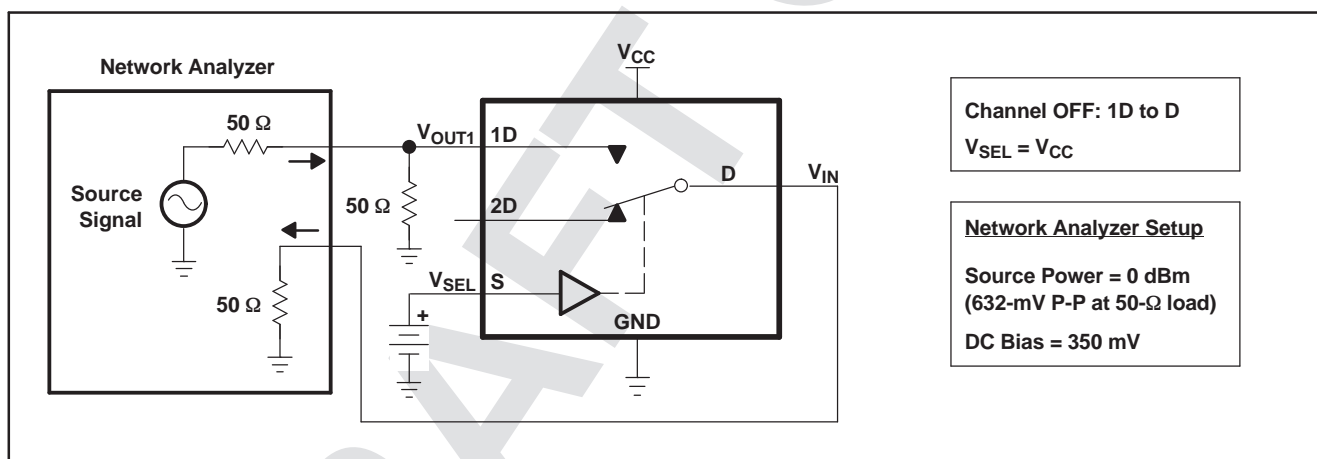 Network Analyzer
50 Ω
Source
Signal
50 Ω
V_OUT1
1D
50 Ω
2D
V_SEL
S
+
V_CC
D
V_IN
GND
Channel OFF: 1D to D
V_SEL = V_CC
Network Analyzer Setup
Source Power = 0 dBm
(632-mV P-P at 50-Ω load)
DC Bias = 350 mV